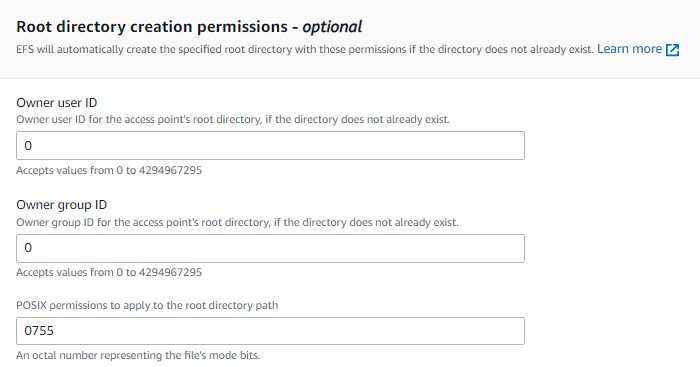 Root directory creation permissions - optional
EFS will automatically create the specified root directory with these permissions if the directory does not already exist. Learn more
Owner user ID
Owner user ID for the access point's root directory, if the directory does not already exist.
0
Accepts values from 0 to 4294967295
Owner group ID
Owner group ID for the access point's root directory, if the directory does not already exist.
0
Accepts values from 0 to 4294967295
POSIX permissions to apply to the root directory path
0755
An octal number representing the file's mode bits.